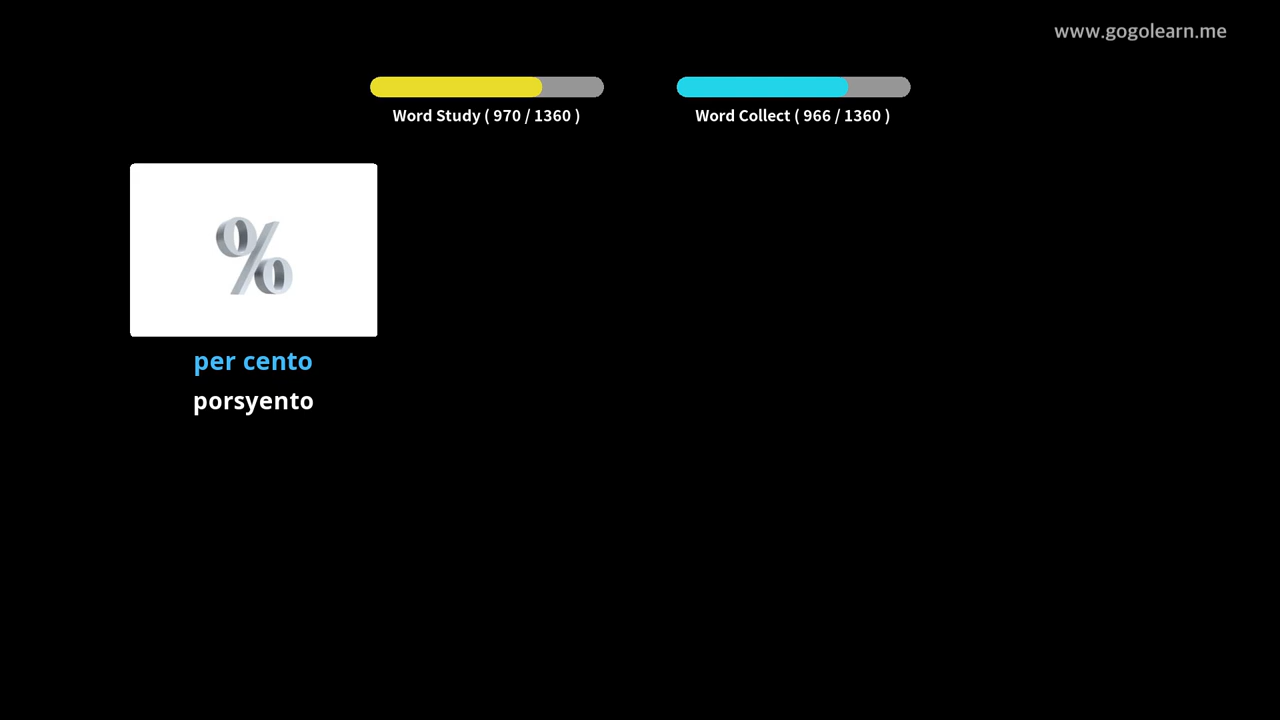 www.gogolearn.me
Word Study ( 970 / 1360 )
Word Collect ( 966 / 1360 )
%
per cento
porsyento